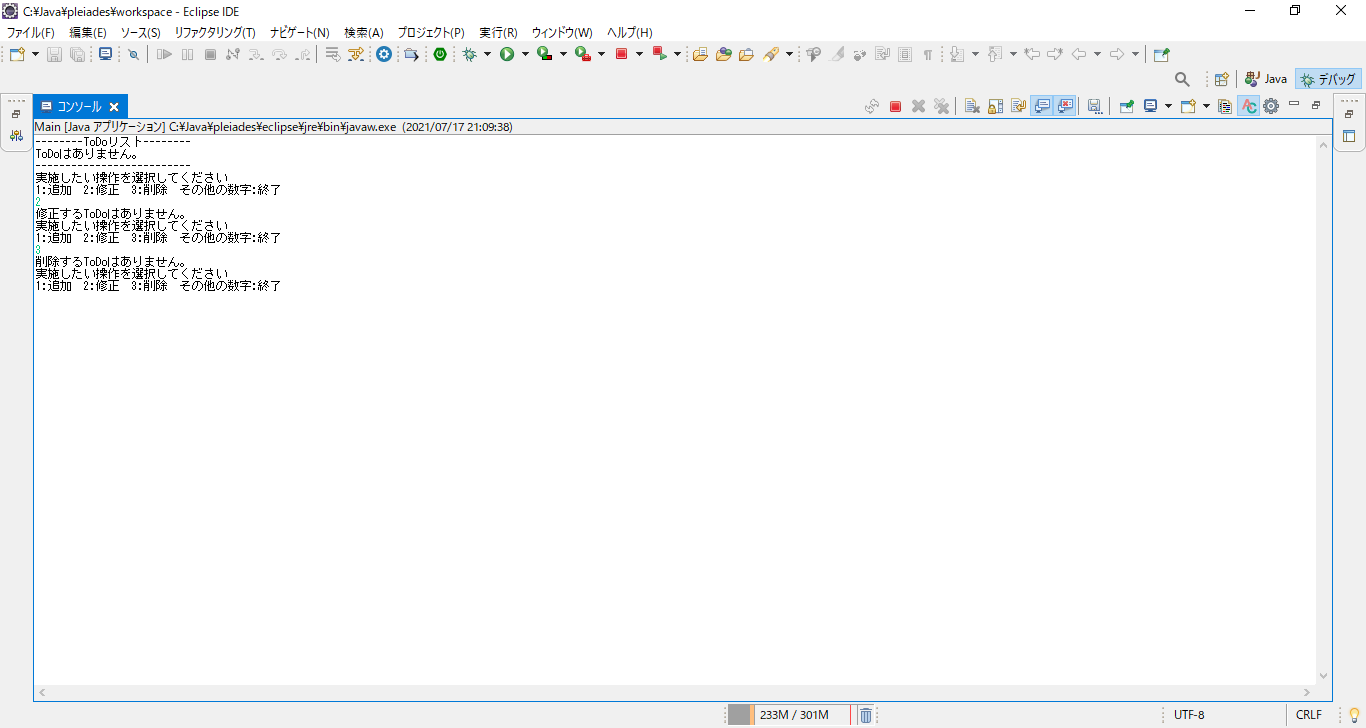 C:¥Java¥pleiades¥workspace - Eclipse IDE
ファイル(F) 編集(E) ソース(S) リファクタリング(T) ナビゲート(N) 検索(A) プロジェクト(P) 実行(R) ウィンドウ(W) ヘルプ(H)
Java デバッグ
コンソール
Main [Java アプリケーション] C:¥Java¥pleiades¥eclipse¥jre¥bin¥javaw.exe (2021/07/17 21:09:38)
--------ToDoリスト--------
ToDoはありません。
--------------------------
実施したい操作を選択してください
1:追加 2:修正 3:削除 その他の数字:終了
2
修正するToDoはありません。
実施したい操作を選択してください
1:追加 2:修正 3:削除 その他の数字:終了
3
削除するToDoはありません。
実施したい操作を選択してください
1:追加 2:修正 3:削除 その他の数字:終了
233M / 301M UTF-8 CRLF